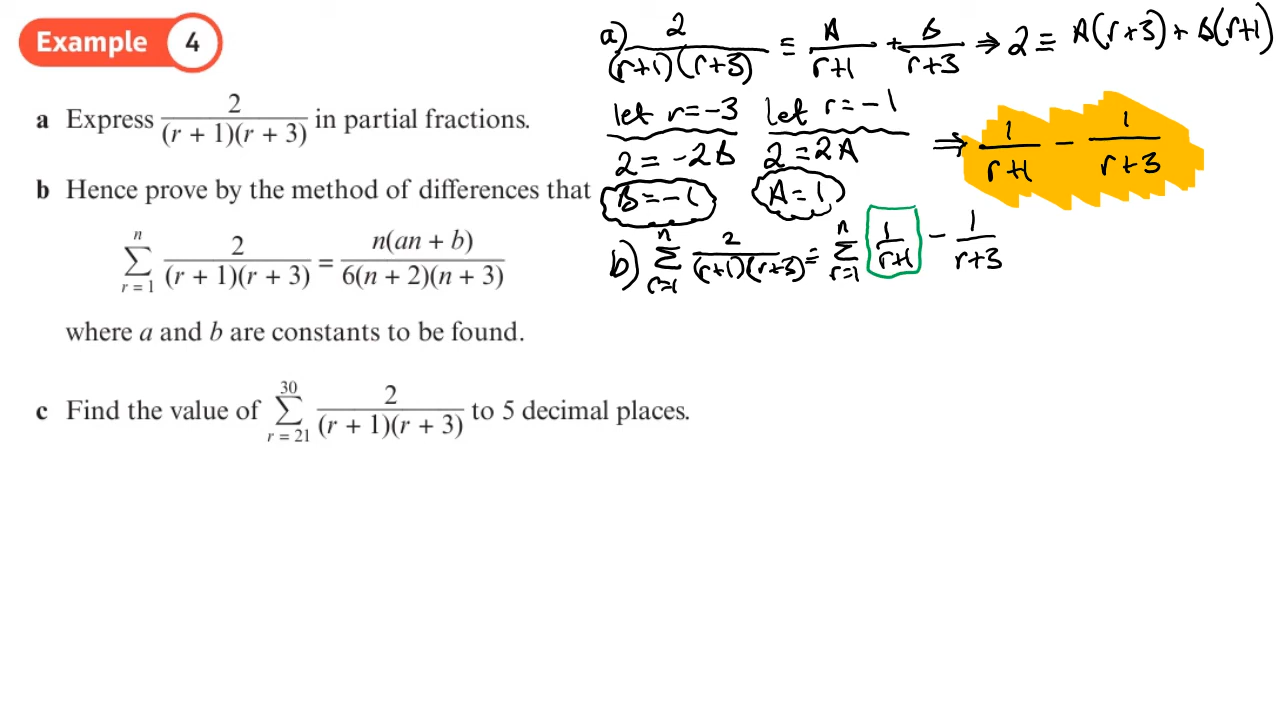 Example 4
a Express 2/((r + 1)(r + 3)) in partial fractions.
b Hence prove by the method of differences that
∑_{r = 1}^{n} 2/((r + 1)(r + 3)) = n(an + b)/(6(n + 2)(n + 3))
where a and b are constants to be found.
c Find the value of ∑_{r = 21}^{30} 2/((r + 1)(r + 3)) to 5 decimal places.
a) 2/((r+1)(r+3)) ≡ A/(r+1) + B/(r+3) ⇒ 2 ≡ A(r+3) + B(r+1)
let r = -3 let r = -1
2 = -2B 2 = 2A ⇒ 1/(r+1) - 1/(r+3)
B = -1 A = 1
b) ∑_{r=1}^{n} 2/((r+1)(r+3)) = ∑_{r=1}^{n} 1/(r+1) - 1/(r+3)